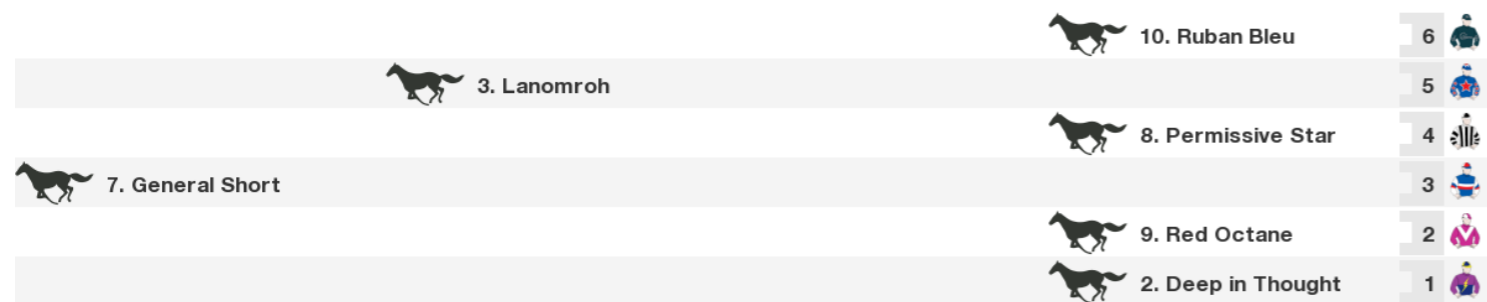 10. Ruban Bleu 6
3. Lanomroh 5
8. Permissive Star 4
7. General Short 3
9. Red Octane 2
2. Deep in Thought 1